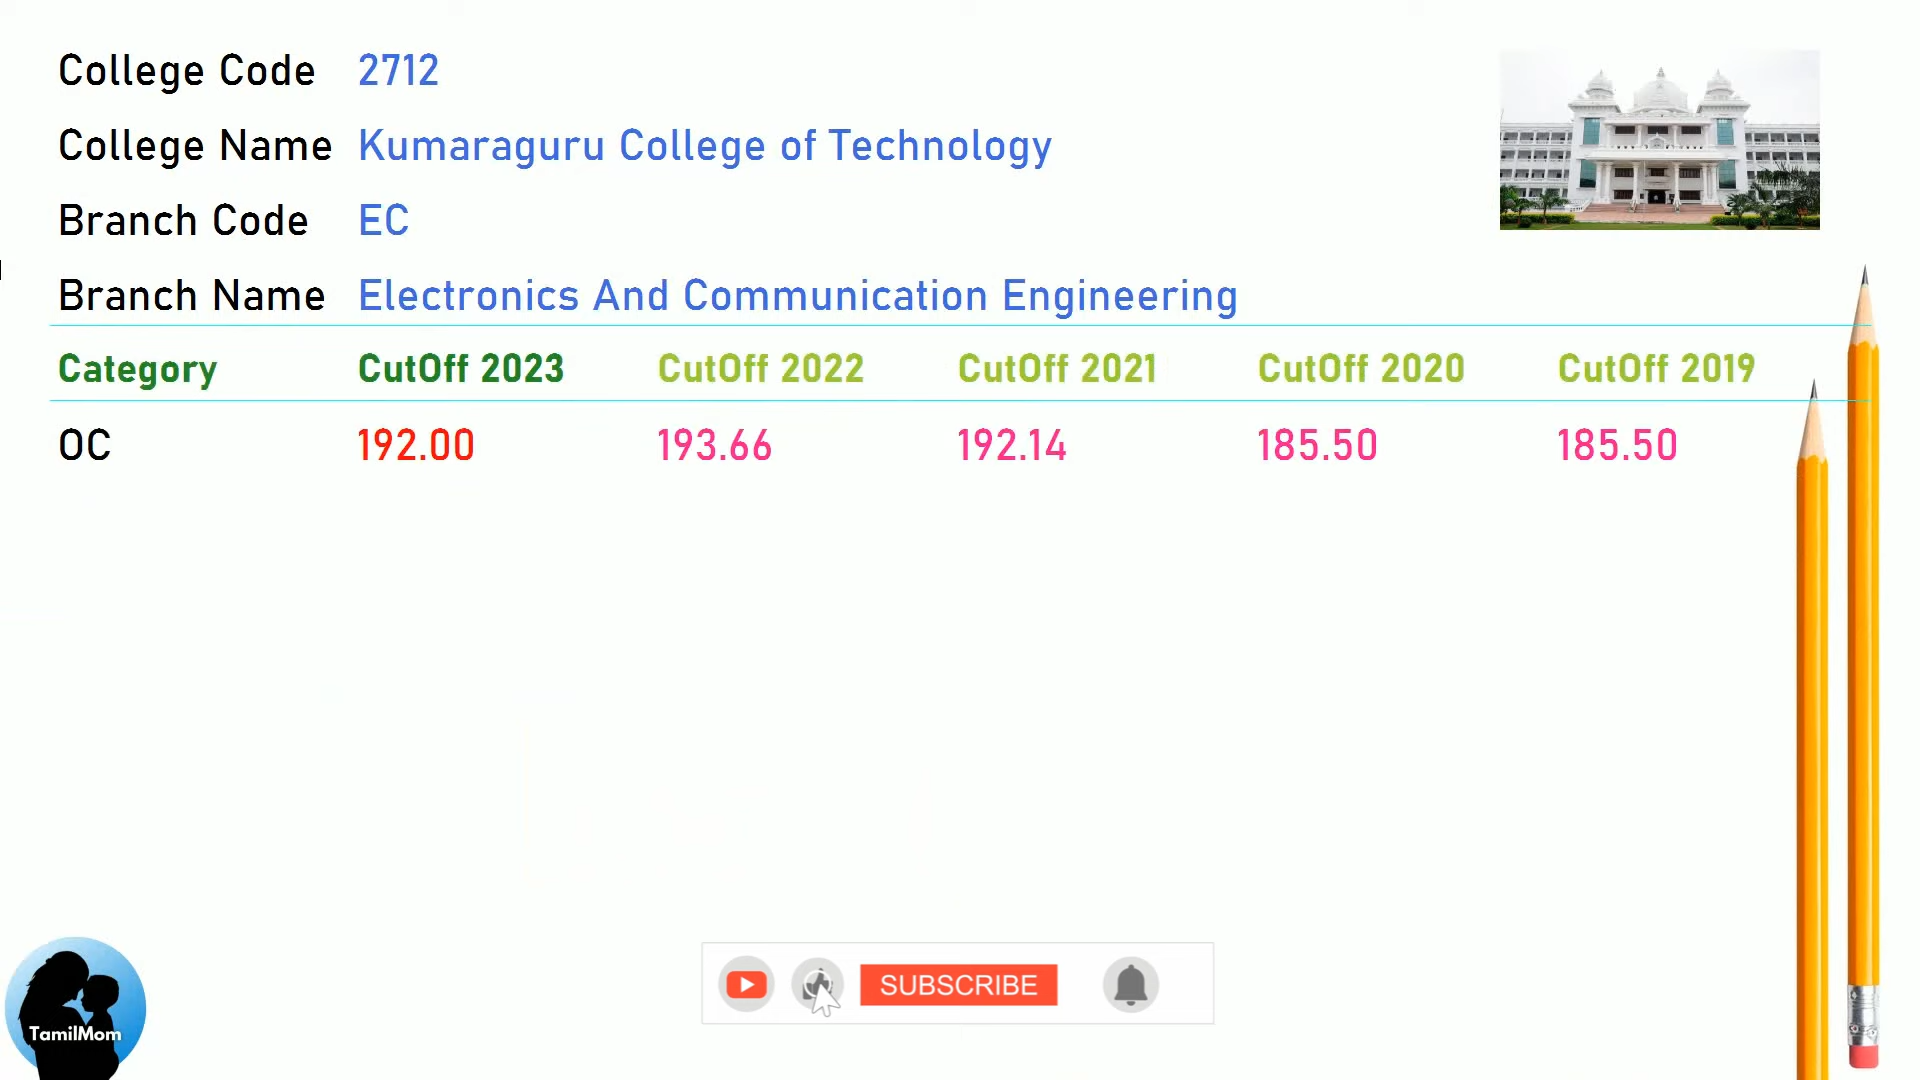 College Code 2712
College Name Kumaraguru College of Technology
Branch Code EC
Branch Name Electronics And Communication Engineering
Category CutOff 2023 CutOff 2022 CutOff 2021 CutOff 2020 CutOff 2019
OC 192.00 193.66 192.14 185.50 185.50
SUBSCRIBE
TamilMom